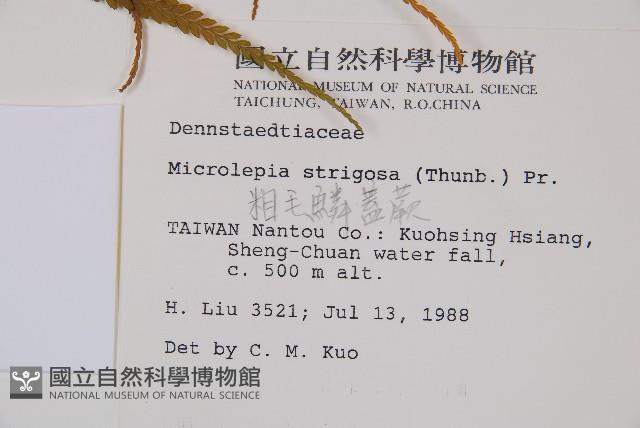 國立自然科學博物館
NATIONAL MUSEUM OF NATURAL SCIENCE
TAICHUNG, TAIWAN, R.O.CHINA
Dennstaedtiaceae
Microlepia strigosa (Thunb.) Pr.
粗毛鱗蓋蕨
TAIWAN Nantou Co.: Kuohsing Hsiang,
Sheng-Chuan water fall,
c. 500 m alt.
H. Liu 3521; Jul 13, 1988
Det by C. M. Kuo
國立自然科學博物館
NATIONAL MUSEUM OF NATURAL SCIENCE